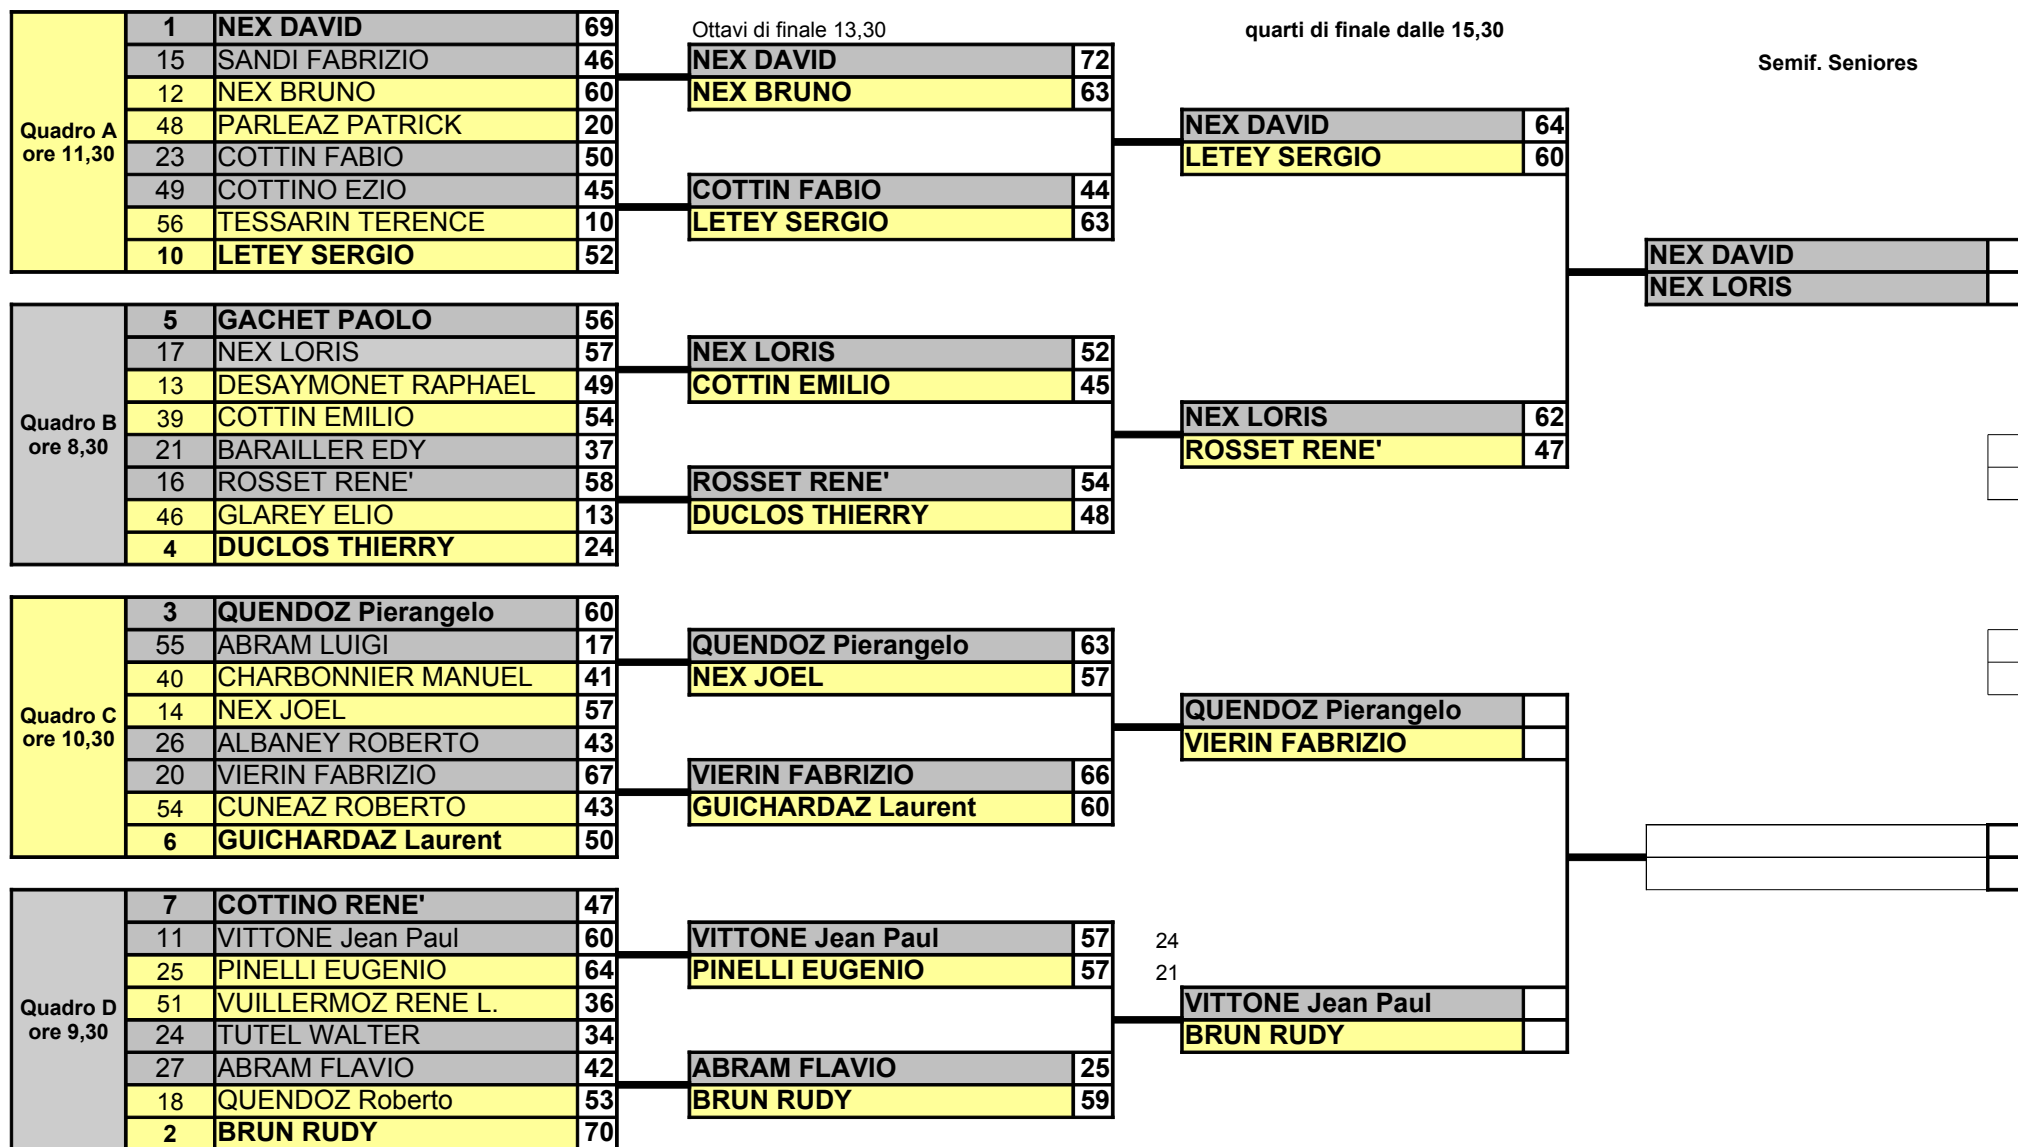 1 NEX DAVID 69 Ottavi di finale 13,30 quarti di finale dalle 15,30
15 SANDI FABRIZIO 46 NEX DAVID 72 Semif. Seniores
12 NEX BRUNO 60 NEX BRUNO 63
Quadro A 48 PARLEAZ PATRICK 20 NEX DAVID 64
ore 11,30 23 COTTIN FABIO 50 LETEY SERGIO 60
49 COTTINO EZIO 45 COTTIN FABIO 44
56 TESSARIN TERENCE 10 LETEY SERGIO 63
10 LETEY SERGIO 52 NEX DAVID
NEX LORIS
5 GACHET PAOLO 56
17 NEX LORIS 57 NEX LORIS 52
13 DESAYMONET RAPHAEL 49 COTTIN EMILIO 45
Quadro B 39 COTTIN EMILIO 54 NEX LORIS 62
ore 8,30 21 BARAILLER EDY 37 ROSSET RENE' 47
16 ROSSET RENE' 58 ROSSET RENE' 54
46 GLAREY ELIO 13 DUCLOS THIERRY 48
4 DUCLOS THIERRY 24
3 QUENDOZ Pierangelo 60
55 ABRAM LUIGI 17 QUENDOZ Pierangelo 63
40 CHARBONNIER MANUEL 41 NEX JOEL 57
Quadro C 14 NEX JOEL 57 QUENDOZ Pierangelo
ore 10,30 26 ALBANEY ROBERTO 43 VIERIN FABRIZIO
20 VIERIN FABRIZIO 67 VIERIN FABRIZIO 66
54 CUNEAZ ROBERTO 43 GUICHARDAZ Laurent 60
6 GUICHARDAZ Laurent 50
7 COTTINO RENE' 47
11 VITTONE Jean Paul 60 VITTONE Jean Paul 57 24
25 PINELLI EUGENIO 64 PINELLI EUGENIO 57 21
Quadro D 51 VUILLERMOZ RENE L. 36 VITTONE Jean Paul
ore 9,30 24 TUTEL WALTER 34 BRUN RUDY
27 ABRAM FLAVIO 42 ABRAM FLAVIO 25
18 QUENDOZ Roberto 53 BRUN RUDY 59
2 BRUN RUDY 70